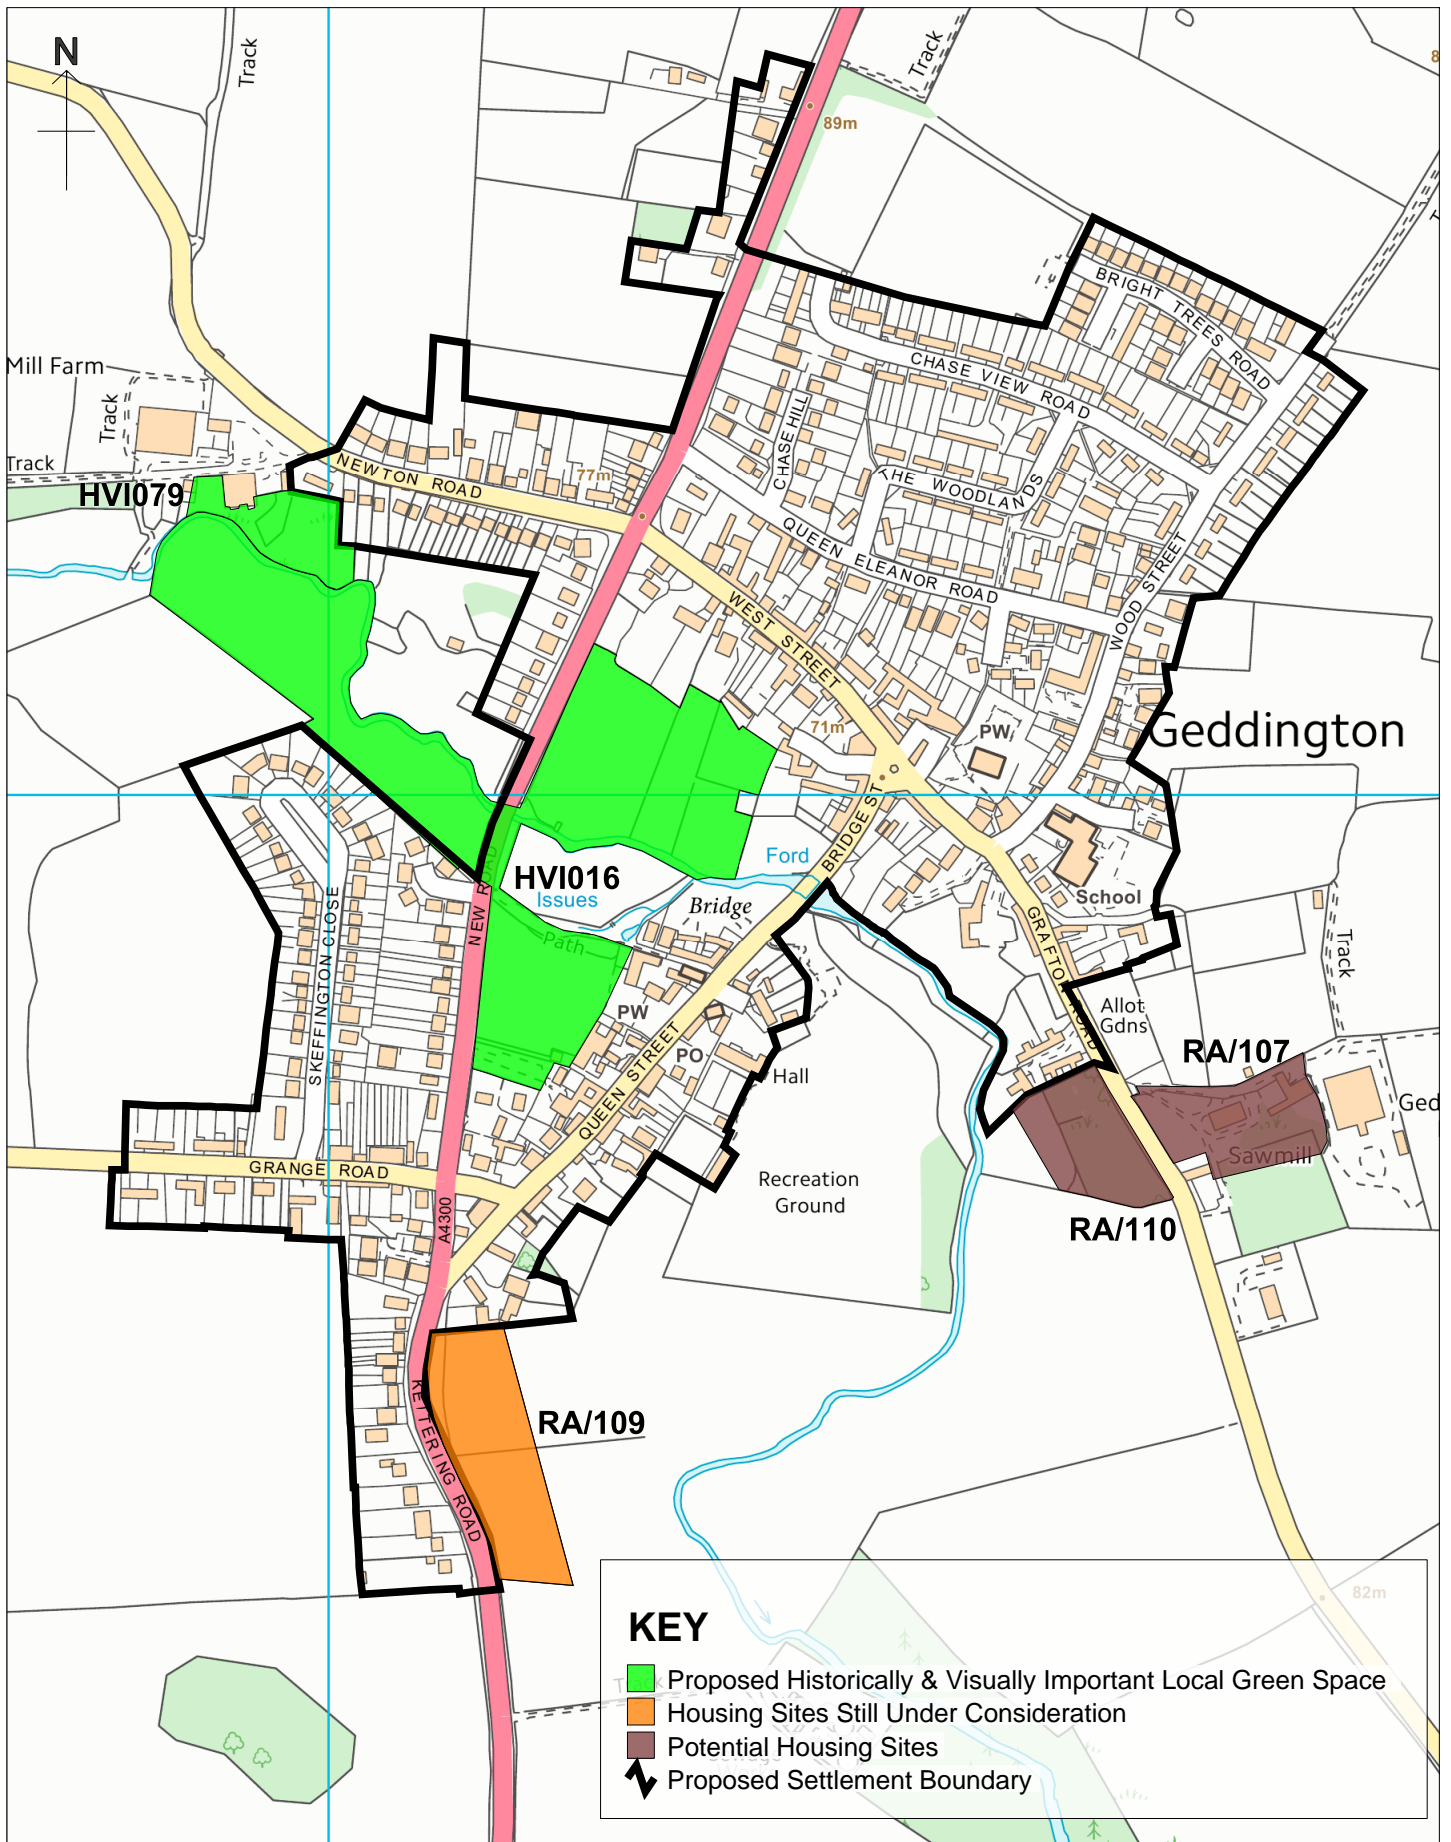 N
Track
Track
89m
BRIGHT TREES ROAD
CHASE VIEW ROAD
Mill Farm
Track
CHASE HILL
Track
NEWTON ROAD
77m
THE WOODLANDS
HVI079
QUEEN ELEANOR ROAD
WOOD STREET
WEST STREET
71m
PW
Geddington
BRIDGE ST
Ford
HVI016
Issues
Bridge
School
NEW ROAD
Path
SKEFFINGTON CLOSE
GRAFTON ROAD
Track
Allot
Gdns
PW
PO
QUEEN STREET
Hall
RA/107
Ged
Sawmill
GRANGE ROAD
Recreation
Ground
A4300
RA/110
RA/109
KETTERING ROAD
82m
KEY
Proposed Historically & Visually Important Local Green Space
Housing Sites Still Under Consideration
Potential Housing Sites
Proposed Settlement Boundary